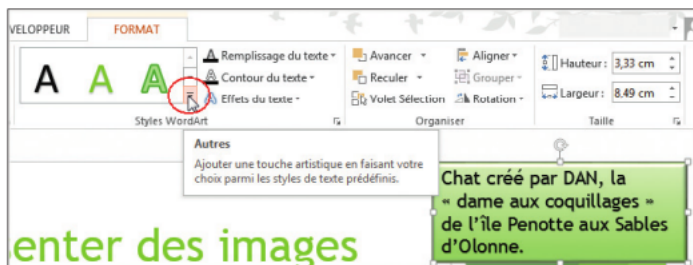 VELOPPEUR FORMAT
A A A
Remplissage du texte
Contour du texte
Effets du texte
Styles WordArt
Avancer
Reculer
Volet Sélection
Aligner
Grouper
Rotation
Organiser
Hauteur : 3,33 cm
Largeur : 8.49 cm
Taille
Autres
Ajouter une touche artistique en faisant votre
choix parmi les styles de texte prédéfinis.
Chat créé par DAN, la
« dame aux coquillages »
de l'île Penotte aux Sables
d'Olonne.
enter des images